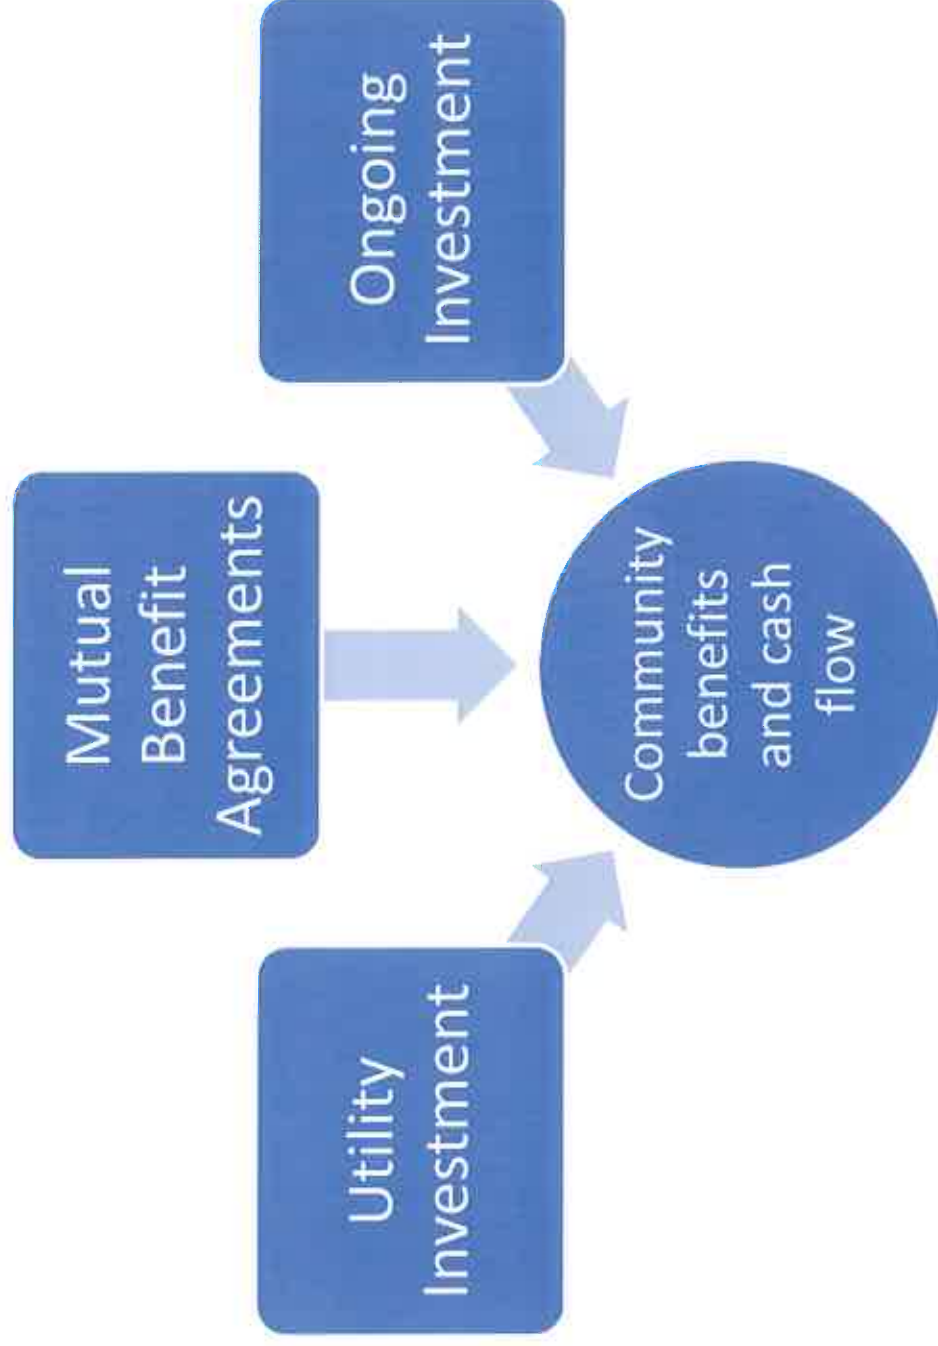 Utility
Investment
Mutual
Benefit
Agreements
Ongoing
Investment
Community
benefits
and cash
flow